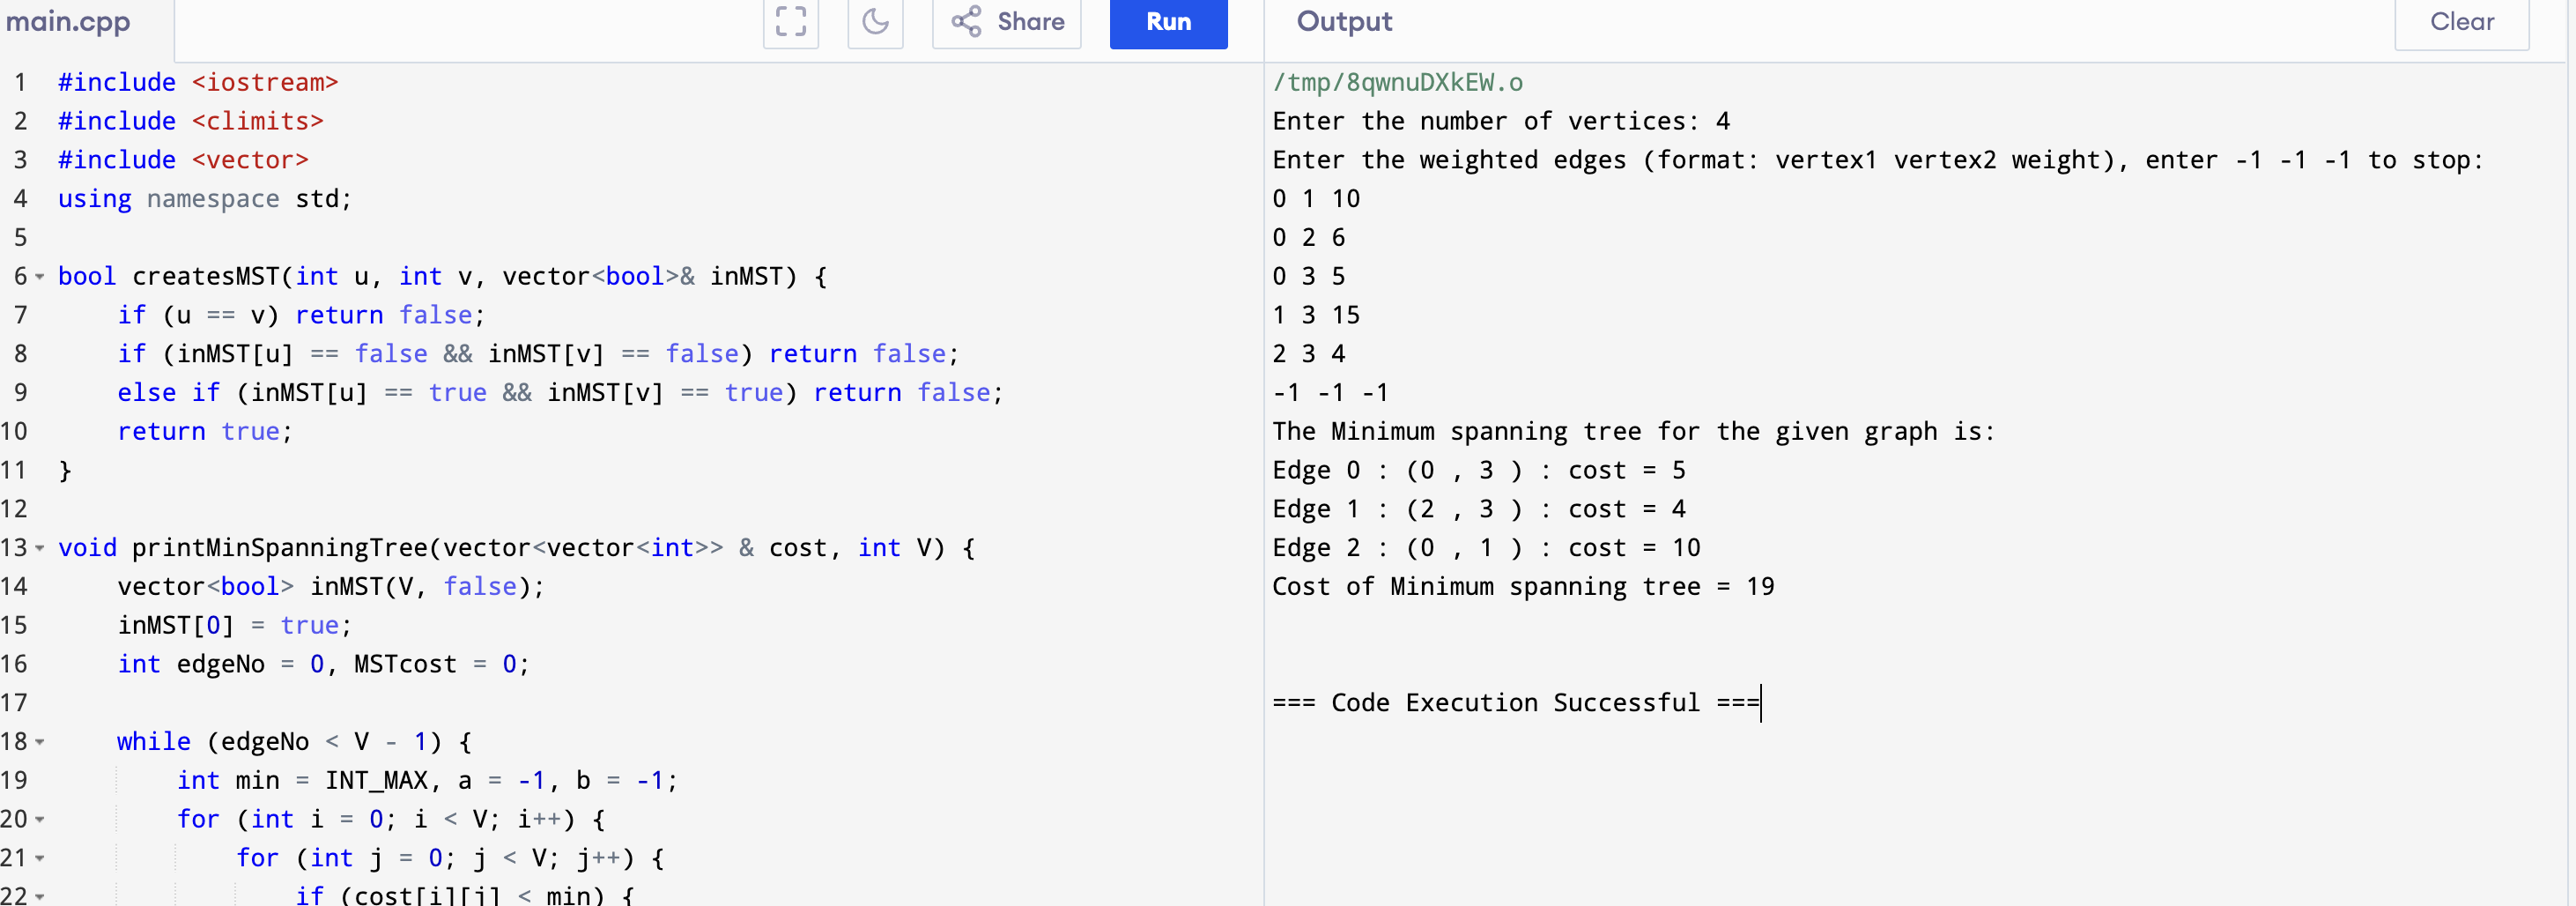 main.cpp
Share
Run
Output
Clear
1 #include <iostream>
2 #include <climits>
3 #include <vector>
4 using namespace std;
5
6 bool createsMST(int u, int v, vector<bool>& inMST) {
7     if (u == v) return false;
8     if (inMST[u] == false && inMST[v] == false) return false;
9     else if (inMST[u] == true && inMST[v] == true) return false;
10     return true;
11 }
12
13 void printMinSpanningTree(vector<vector<int>> & cost, int V) {
14     vector<bool> inMST(V, false);
15     inMST[0] = true;
16     int edgeNo = 0, MSTcost = 0;
17
18     while (edgeNo < V - 1) {
19         int min = INT_MAX, a = -1, b = -1;
20         for (int i = 0; i < V; i++) {
21             for (int j = 0; j < V; j++) {
22                 if (cost[i][j] < min) {
/tmp/8qwnuDXkEW.o
Enter the number of vertices: 4
Enter the weighted edges (format: vertex1 vertex2 weight), enter -1 -1 -1 to stop:
0 1 10
0 2 6
0 3 5
1 3 15
2 3 4
-1 -1 -1
The Minimum spanning tree for the given graph is:
Edge 0 : (0 , 3 ) : cost = 5
Edge 1 : (2 , 3 ) : cost = 4
Edge 2 : (0 , 1 ) : cost = 10
Cost of Minimum spanning tree = 19
=== Code Execution Successful ===